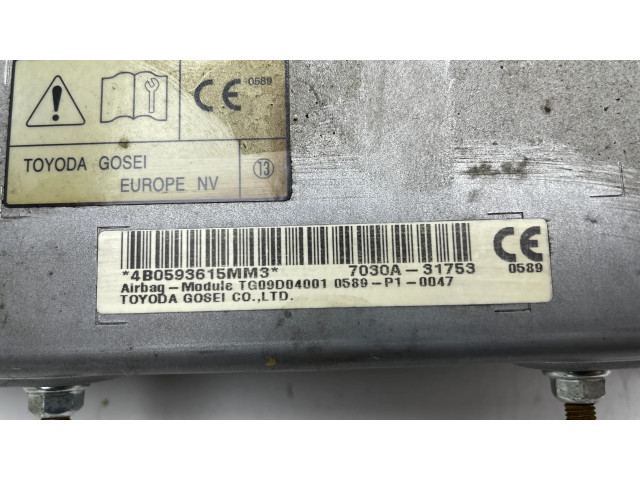 CE 0589
TOYODA GOSEI
EUROPE NV
13
*4B0593615MM3* 7030A-31753
Airbag-Module TG09D04001 0589-P1-0047
TOYODA GOSEI CO.,LTD.
CE
0589